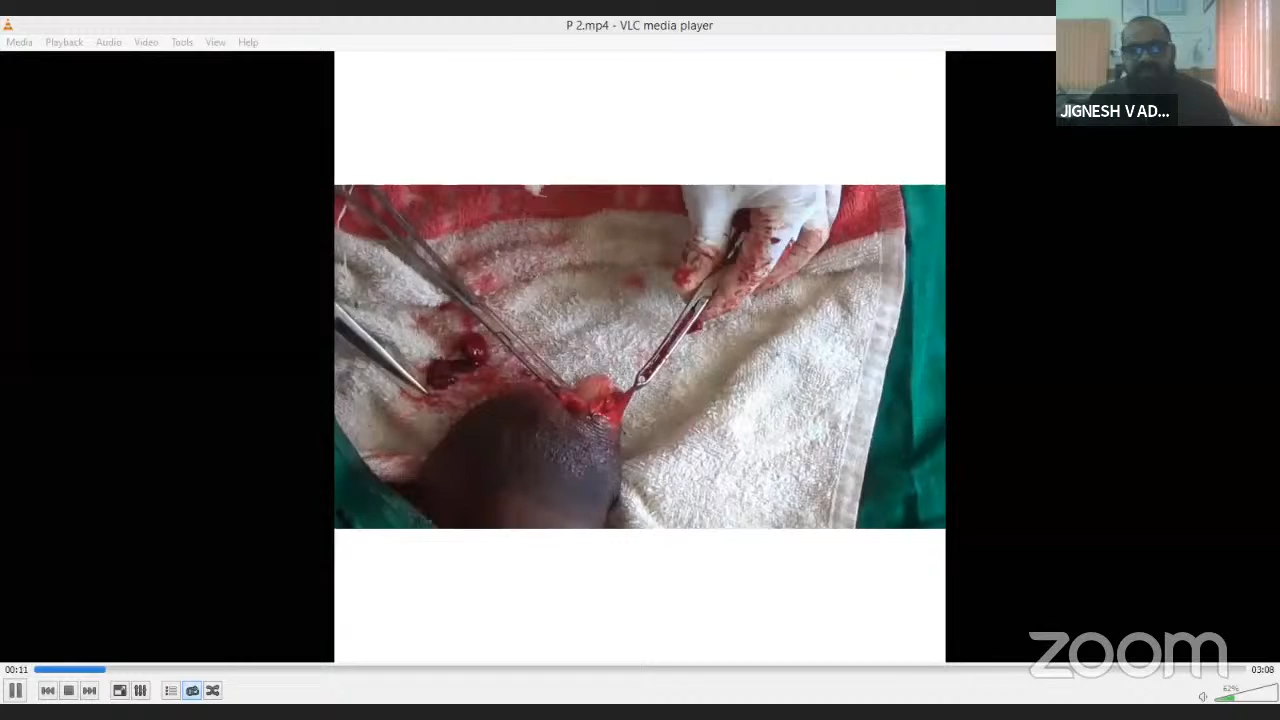 P 2.mp4 - VLC media player
Media Playback Audio Video Tools View Help
JIGNESH V AD...
00:11
03:08
62%
zoom